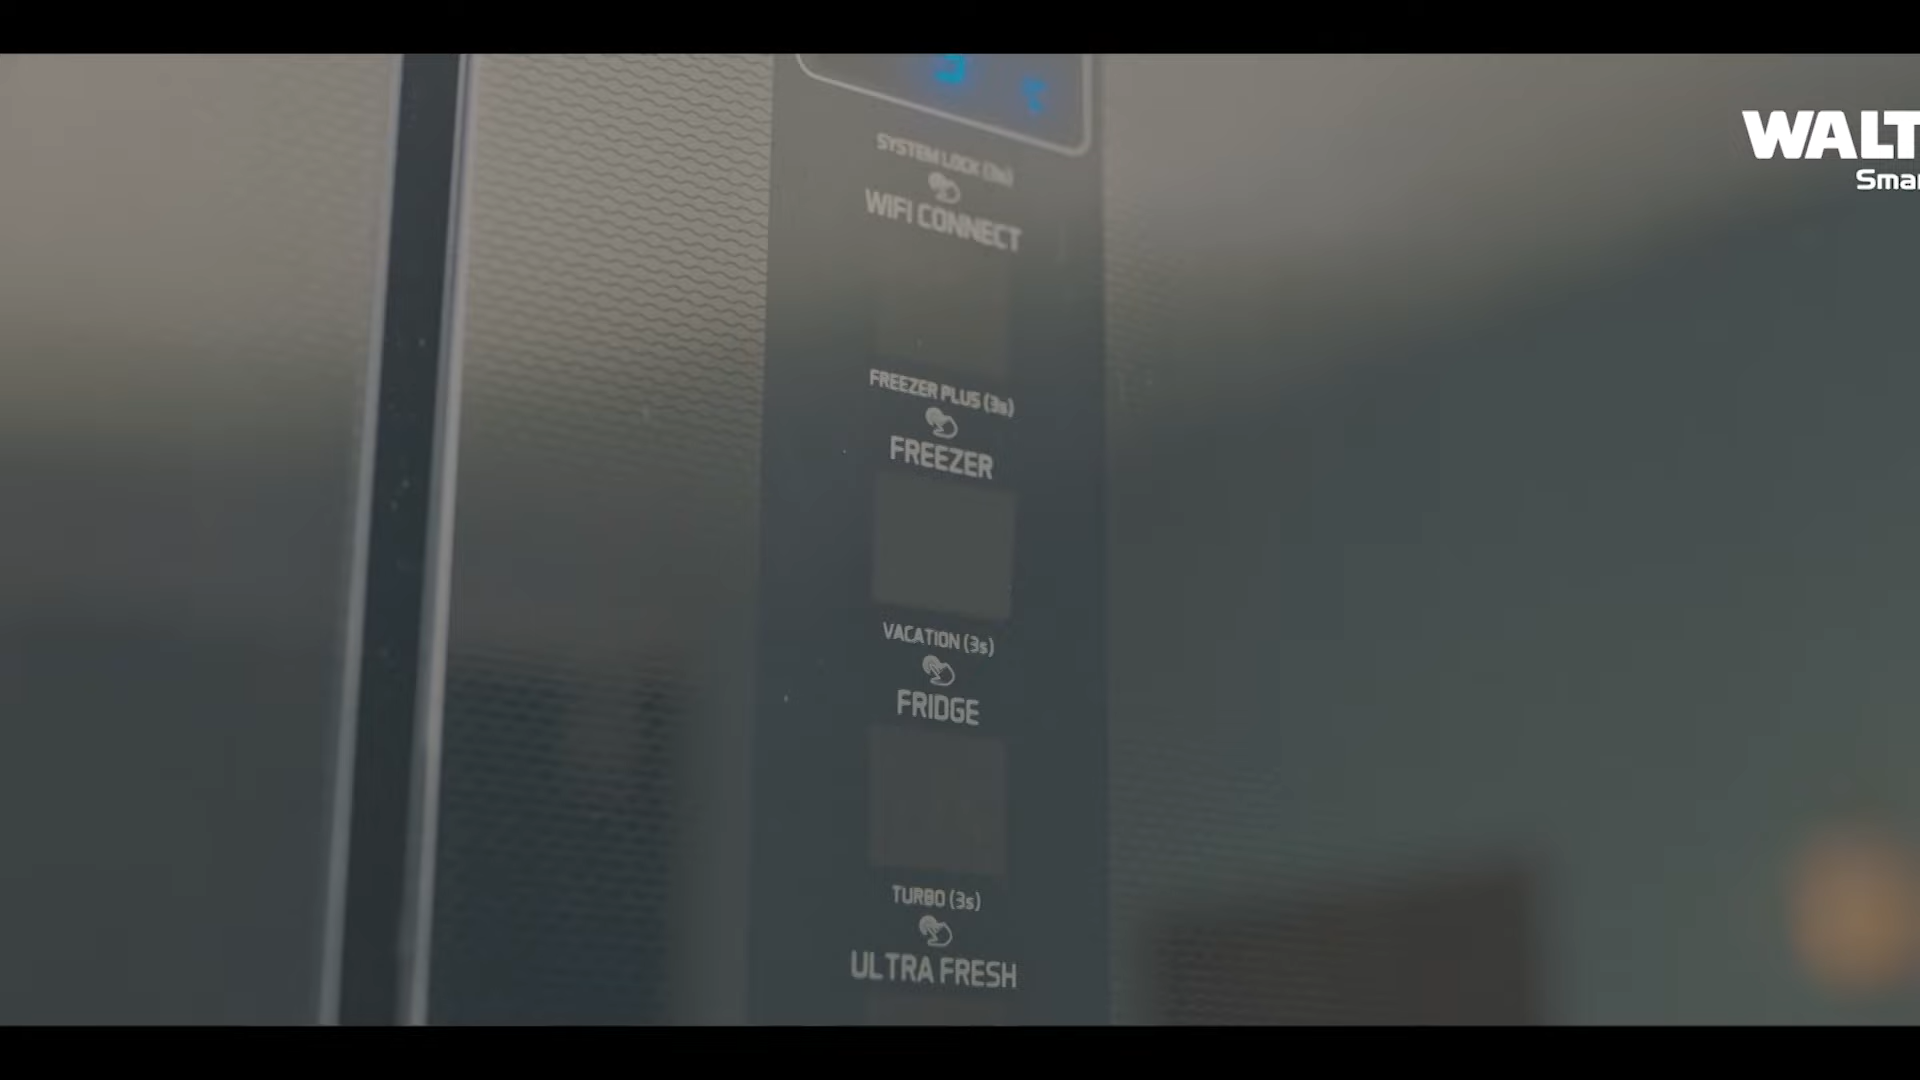 WALT
Smar
SYSTEM LOCK (3s)
WIFI CONNECT
FREEZER PLUS (3s)
FREEZER
VACATION (3s)
FRIDGE
TURBO (3s)
ULTRA FRESH